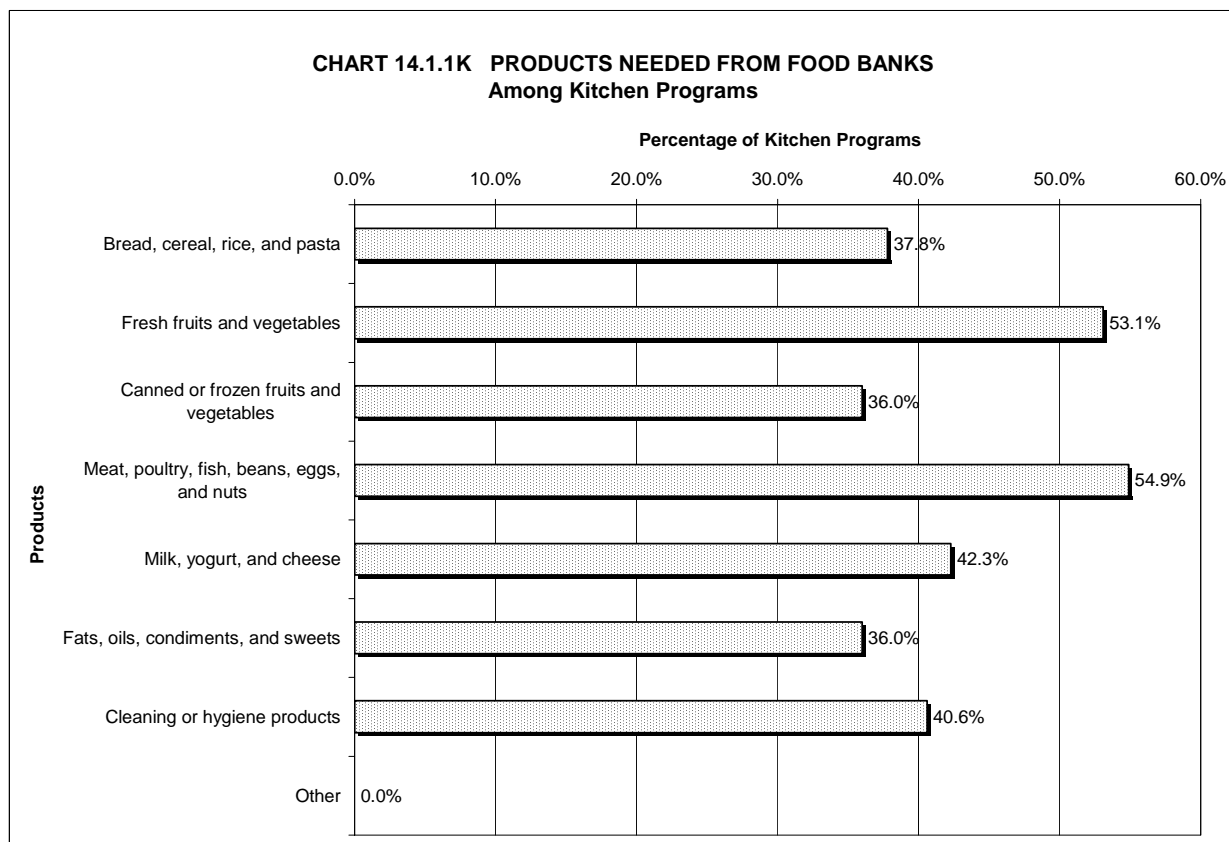 CHART 14.1.1K   PRODUCTS NEEDED FROM FOOD BANKS
Among Kitchen Programs
Percentage of Kitchen Programs
0.0%
10.0%
20.0%
30.0%
40.0%
50.0%
60.0%
Products
Bread, cereal, rice, and pasta
37.8%
Fresh fruits and vegetables
53.1%
Canned or frozen fruits and
vegetables
36.0%
Meat, poultry, fish, beans, eggs,
and nuts
54.9%
Milk, yogurt, and cheese
42.3%
Fats, oils, condiments, and sweets
36.0%
Cleaning or hygiene products
40.6%
Other
0.0%